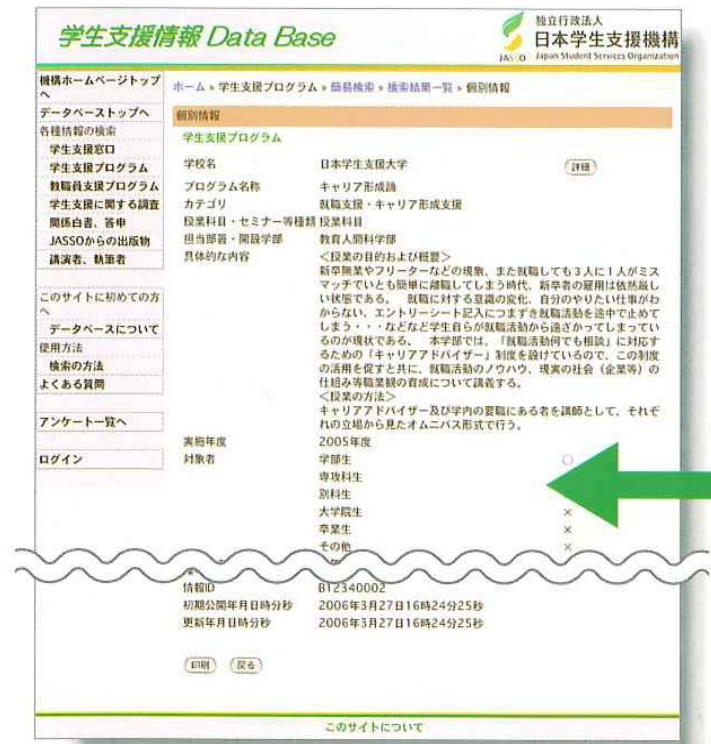 学生支援情報 Data Base
独立行政法人
日本学生支援機構
JASSO Japan Student Services Organization
機構ホームページトップ
へ
データベーストップへ
各種情報の検索
学生支援窓口
学生支援プログラム
教職員支援プログラム
学生支援に関する調査
関係白書、答申
JASSOからの出版物
講演者、執筆者
このサイトに初めての方
へ
データベースについて
使用方法
検索の方法
よくある質問
アンケート一覧へ
ログイン
ホーム » 学生支援プログラム » 簡易検索 » 検索結果一覧 » 個別情報
個別情報
学生支援プログラム
学校名 日本学生支援大学 詳細
プログラム名称 キャリア形成論
カテゴリ 就職支援・キャリア形成支援
授業科目・セミナー等種類 授業科目
担当部署・開設学部 教育人間科学部
具体的な内容 <授業の目的および概要>
新卒無業やフリーターなどの現象、また就職しても3人に1人がミス
マッチでいとも簡単に離職してしまう時代、新卒者の雇用は依然厳し
い状態である。 就職に対する意識の変化、自分のやりたい仕事がわ
からない、エントリーシート記入につまずき就職活動を途中で止めて
しまう・・・などなど学生自らが就職活動から遠ざかってしまってい
るのが現状である。 本学部では、「就職活動何でも相談」に対応す
るための「キャリアアドバイザー」制度を設けているので、この制度
の活用を促すと共に、就職活動のノウハウ、現実の社会（企業等）の
仕組み等職業観の育成について講義する。
<授業の方法>
キャリアアドバイザー及び学内の要職にある者を講師として、それぞ
れの立場から見たオムニバス形式で行う。
実施年度 2005年度
対象者 学部生 ○
専攻科生
別科生
大学院生 ×
卒業生 ×
その他 ×
情報ID B12340002
初期公開年月日時分秒 2006年3月27日16時24分25秒
更新年月日時分秒 2006年3月27日16時24分25秒
印刷 戻る
このサイトについて